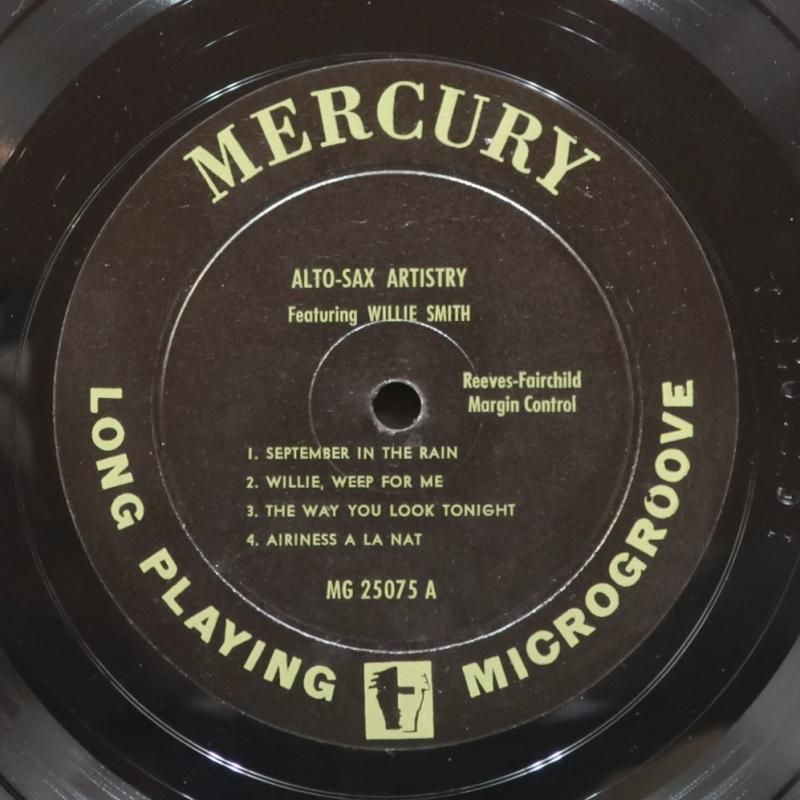 MERCURY
ALTO-SAX ARTISTRY
Featuring WILLIE SMITH
Reeves-Fairchild
Margin Control
1. SEPTEMBER IN THE RAIN
2. WILLIE, WEEP FOR ME
3. THE WAY YOU LOOK TONIGHT
4. AIRINESS A LA NAT
MG 25075 A
LONG PLAYING MICROGROOVE